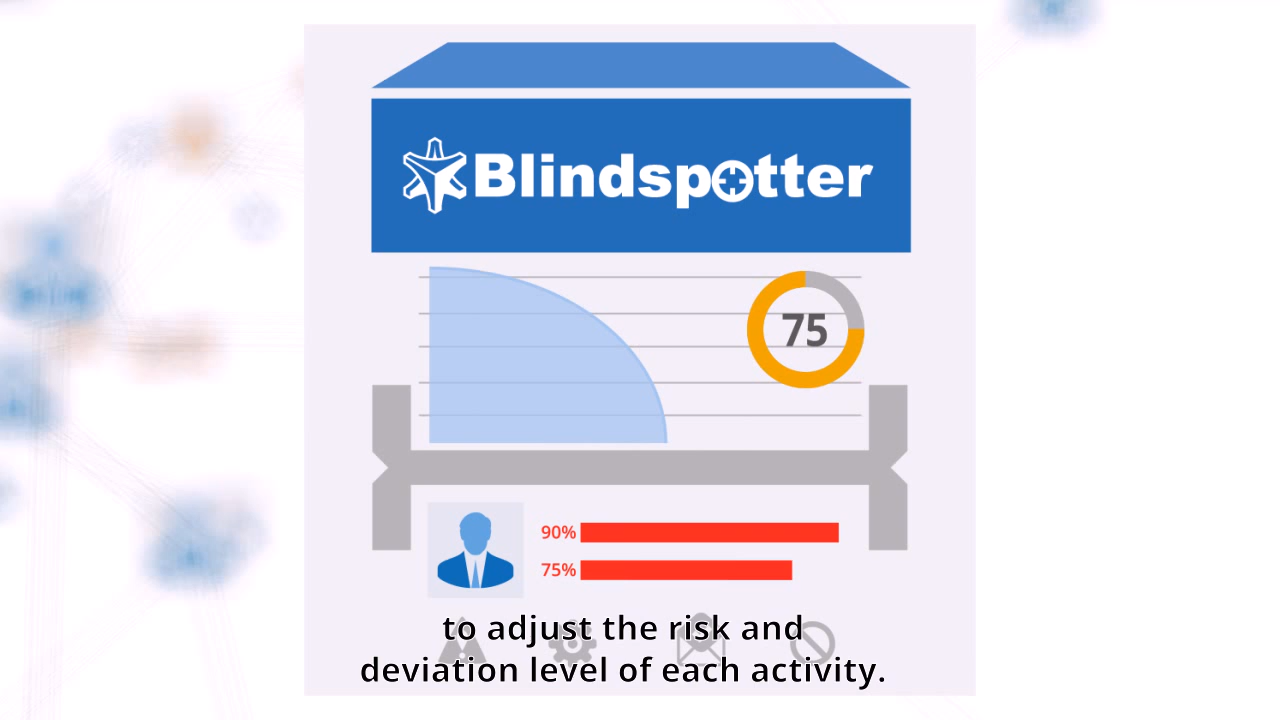 Blindspotter
75
90%
75%
to adjust the risk and
deviation level of each activity.